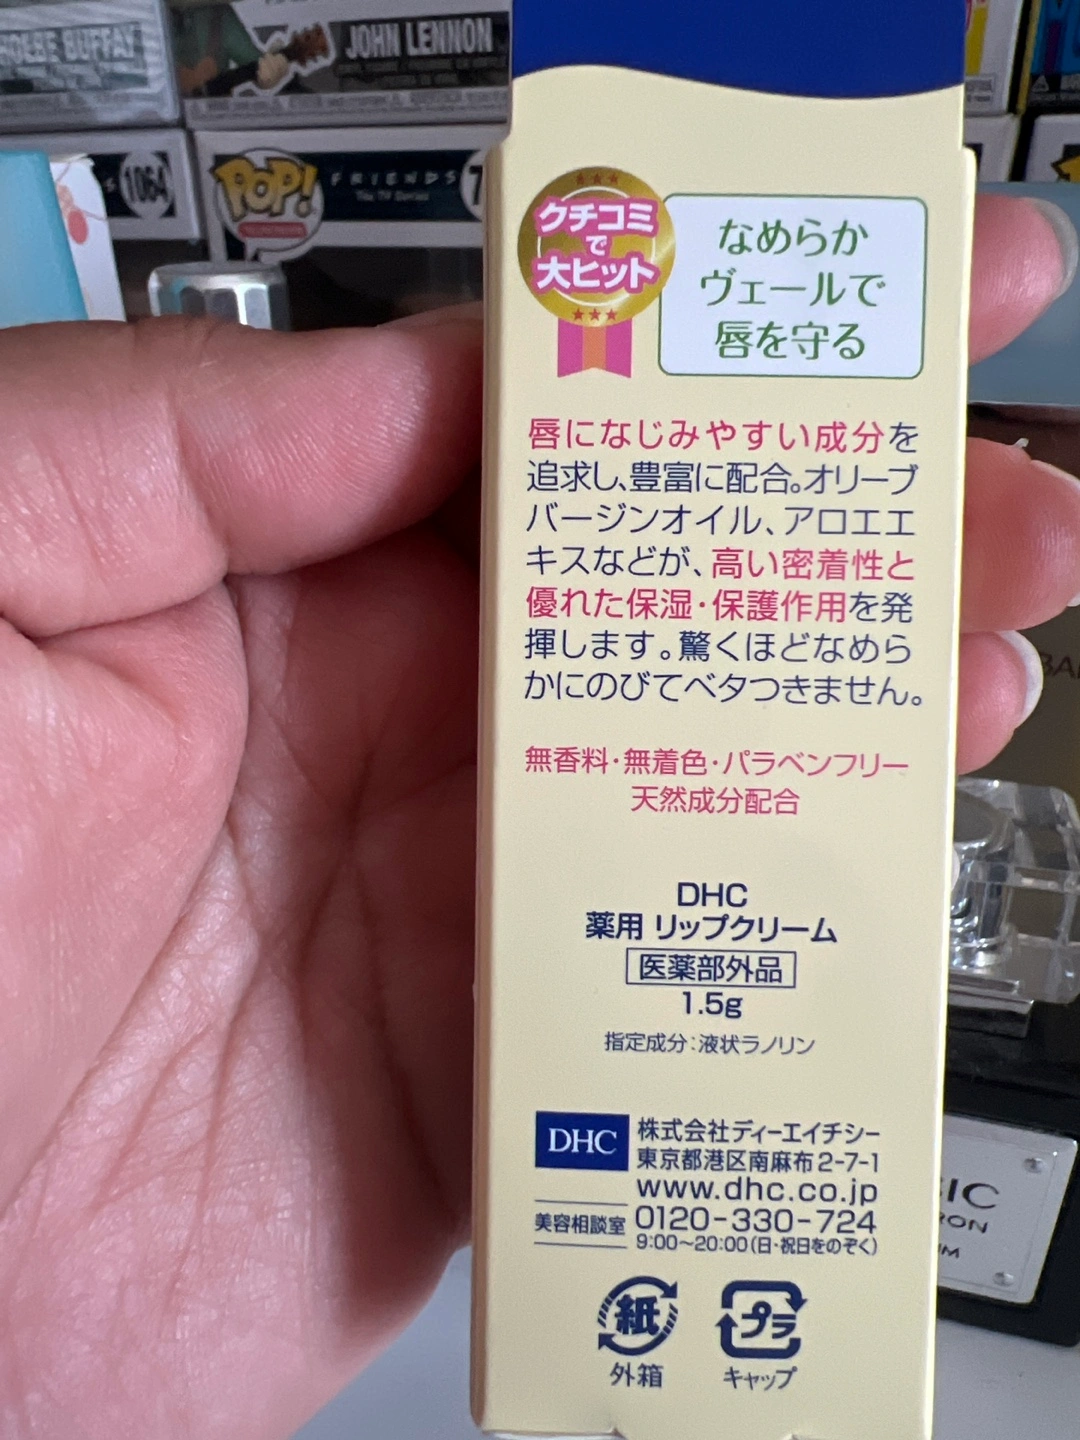 JOHN LENNON
POP!
FRIENDS
The TV Series
1064
クチコミ
で
大ヒット
なめらか
ヴェールで
唇を守る
唇になじみやすい成分を
追求し、豊富に配合。オリーブ
バージンオイル、アロエエ
キスなどが、高い密着性と
優れた保湿・保護作用を発
揮します。驚くほどなめら
かにのびてベタつきません。
無香料・無着色・パラベンフリー
天然成分配合
DHC
薬用 リップクリーム
医薬部外品
1.5g
指定成分:液状ラノリン
DHC
株式会社ディーエイチシー
東京都港区南麻布2-7-1
www.dhc.co.jp
美容相談室
0120-330-724
9:00〜20:00(日・祝日をのぞく)
紙
プラ
外箱
キャップ